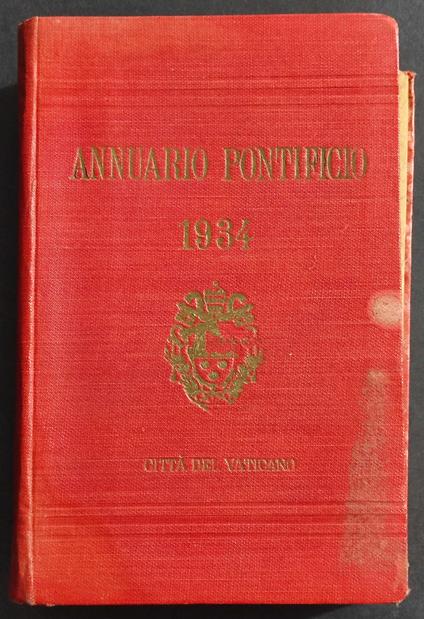 ANNUARIO PONTIFICIO
1934
CITTÀ DEL VATICANO